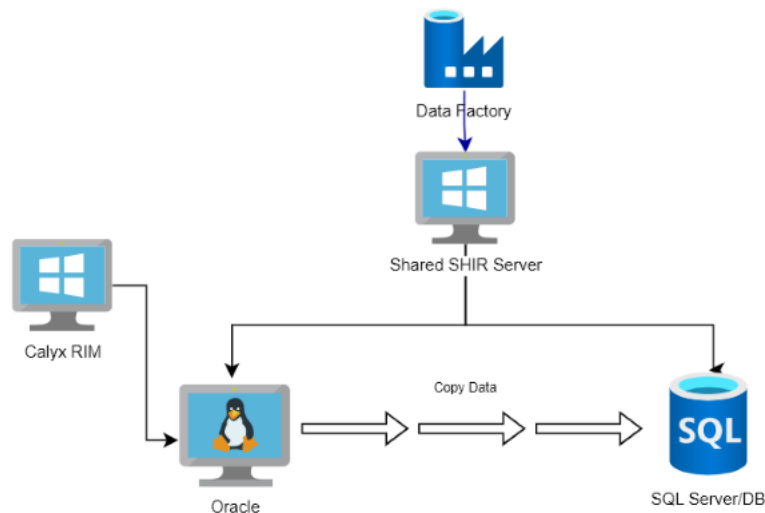 Data Factory
Shared SHIR Server
Calyx RIM
Copy Data
SQL
Oracle
SQL Server/DB